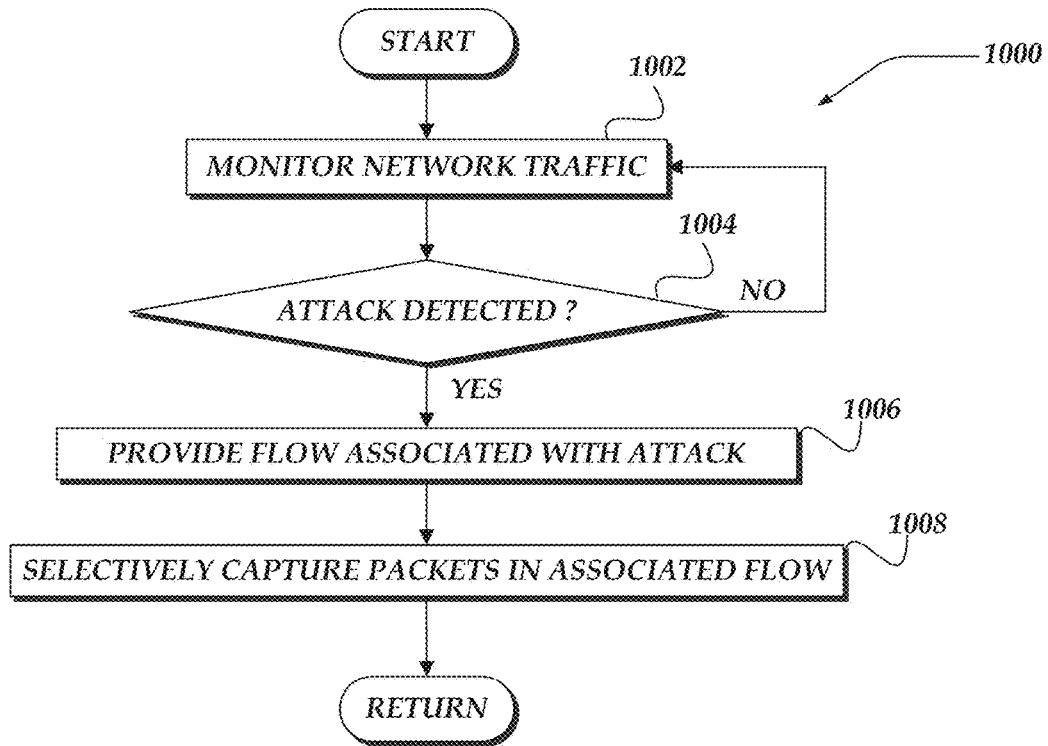 START
1000
1002
MONITOR NETWORK TRAFFIC
1004
ATTACK DETECTED ?
NO
YES
1006
PROVIDE FLOW ASSOCIATED WITH ATTACK
1008
SELECTIVELY CAPTURE PACKETS IN ASSOCIATED FLOW
RETURN